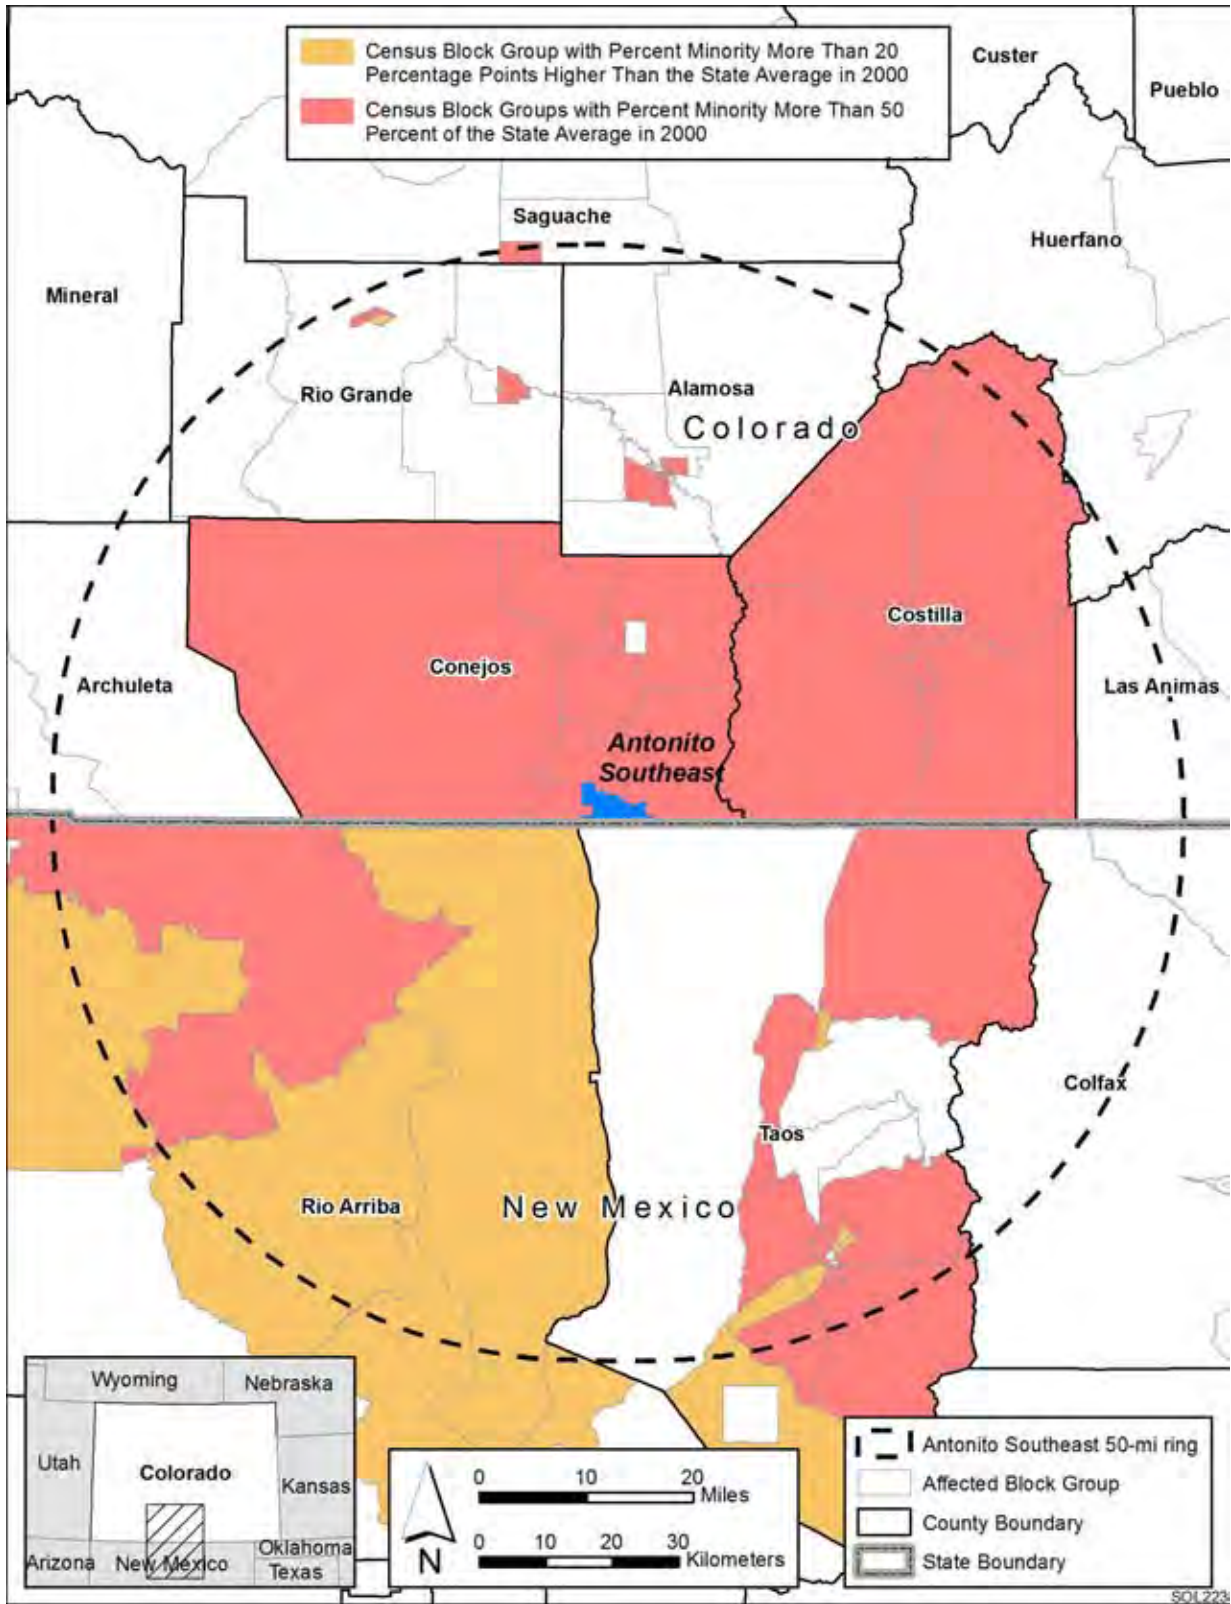 Census Block Group with Percent Minority More Than 20
Percentage Points Higher Than the State Average in 2000
Census Block Groups with Percent Minority More Than 50
Percent of the State Average in 2000
Custer
Pueblo
Saguache
Huerfano
Mineral
Rio Grande
Alamosa
Colorado
Costilla
Conejos
Archuleta
Las Animas
Antonito
Southeast
Colfax
Taos
Rio Arriba
New Mexico
Wyoming
Nebraska
Utah
Colorado
Kansas
Arizona
New Mexico
Oklahoma
Texas
N
0 10 20
Miles
0 10 20 30
Kilometers
Antonito Southeast 50-mi ring
Affected Block Group
County Boundary
State Boundary